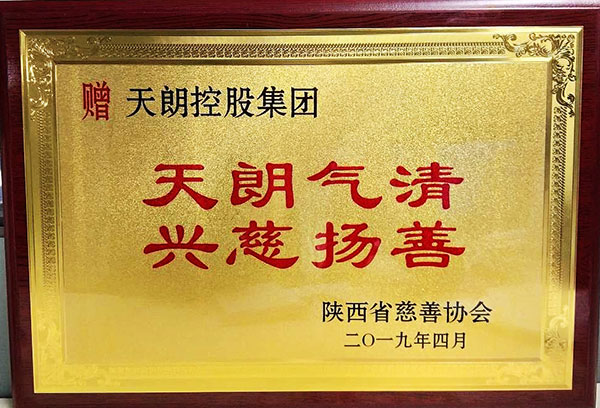 赠 天朗控股集团
天朗气清
兴慈扬善
陕西省慈善协会
二〇一九年四月